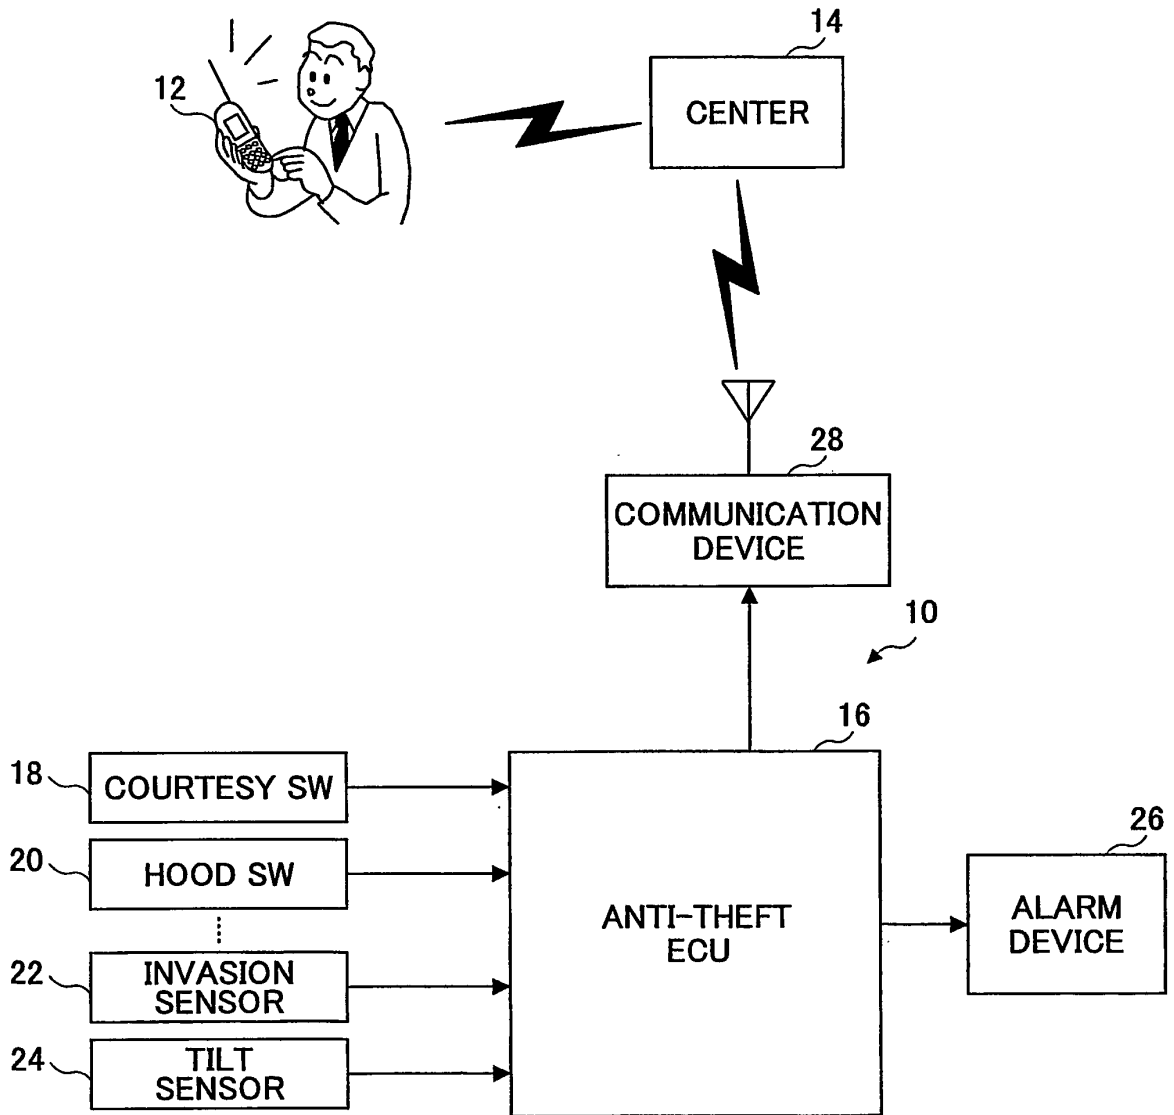 14
12
CENTER
28
COMMUNICATION
DEVICE
10
16
18
COURTESY SW
20
HOOD SW
26
ANTI-THEFT
ECU
ALARM
DEVICE
22
INVASION
SENSOR
24
TILT
SENSOR